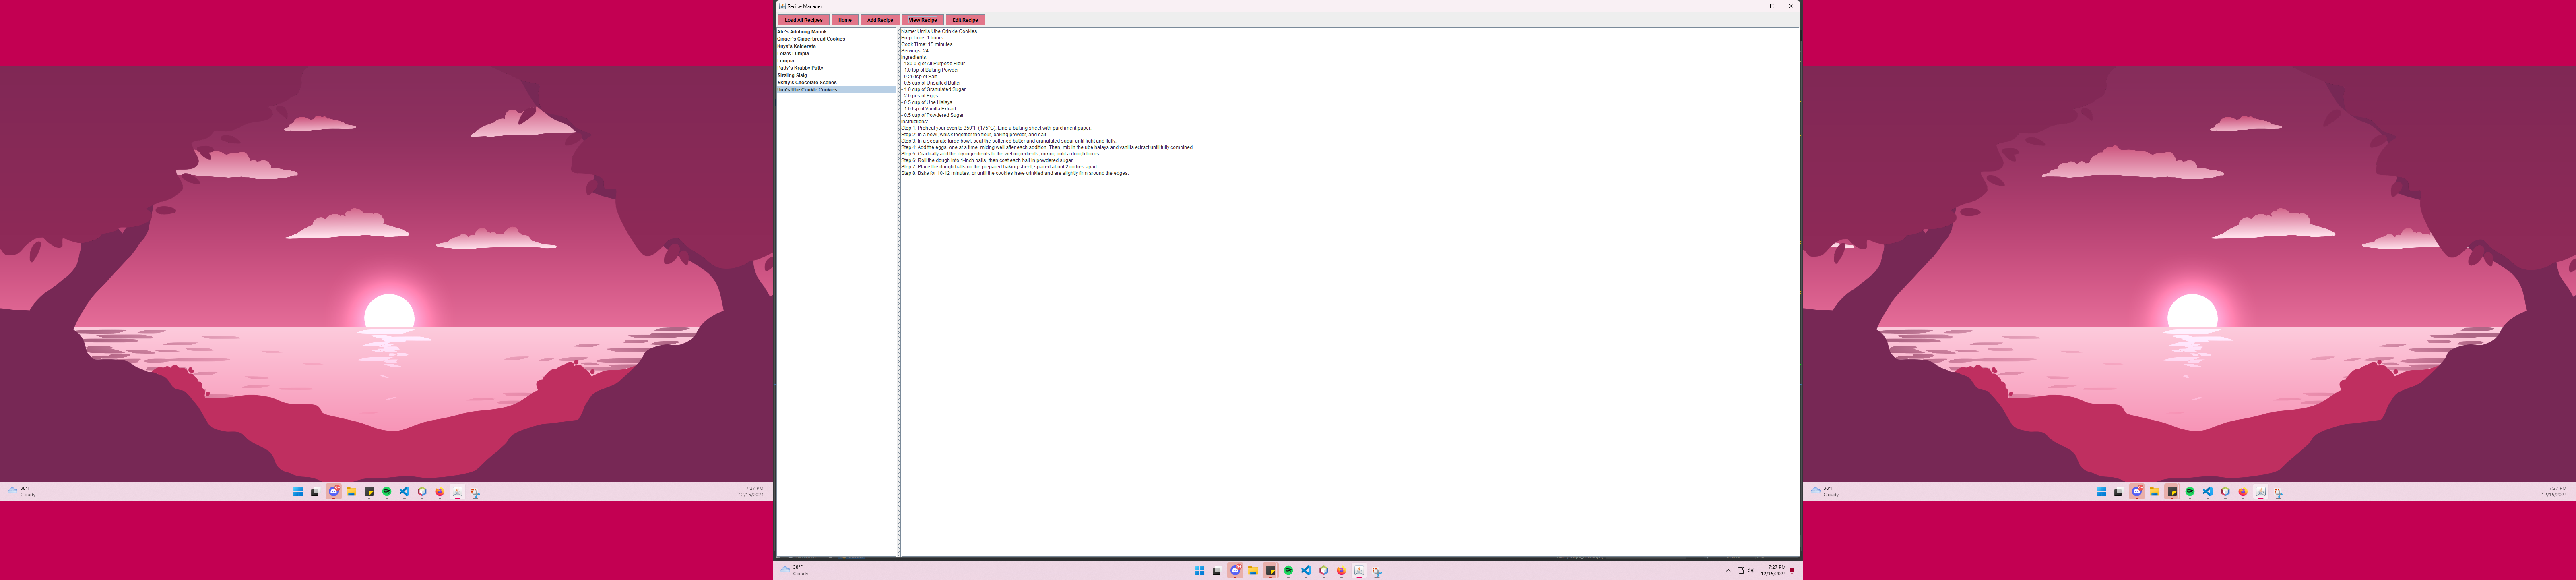 Recipe Manager
Load All Recipes Home Add Recipe View Recipe Edit Recipe
Ate's Adobong Manok
Ginger's Gingerbread Cookies
Kaya's Kaldereta
Lola's Lumpia
Lumpia
Patty's Krabby Patty
Sizzling Sisig
Skitty's Chocolate Scones
Umi's Ube Crinkle Cookies
Name: Umi's Ube Crinkle Cookies
Prep Time: 1 hours
Cook Time: 15 minutes
Servings: 24
Ingredients:
- 180.0 g of All Purpose Flour
- 1.0 tsp of Baking Powder
- 0.25 tsp of Salt
- 0.5 cup of Unsalted Butter
- 1.0 cup of Granulated Sugar
- 2.0 pcs of Eggs
- 0.5 cup of Ube Halaya
- 1.0 tsp of Vanilla Extract
- 0.5 cup of Powdered Sugar
Instructions:
Step 1: Preheat your oven to 350°F (175°C). Line a baking sheet with parchment paper.
Step 2: In a bowl, whisk together the flour, baking powder, and salt.
Step 3: In a separate large bowl, beat the softened butter and granulated sugar until light and fluffy.
Step 4: Add the eggs, one at a time, mixing well after each addition. Then, mix in the ube halaya and vanilla extract until fully combined.
Step 5: Gradually add the dry ingredients to the wet ingredients, mixing until a dough forms.
Step 6: Roll the dough into 1-inch balls, then coat each ball in powdered sugar.
Step 7: Place the dough balls on the prepared baking sheet, spaced about 2 inches apart.
Step 8: Bake for 10-12 minutes, or until the cookies have crinkled and are slightly firm around the edges.
38°F
Cloudy
7:27 PM
12/15/2024
38°F
Cloudy
7:27 PM
12/15/2024
38°F
Cloudy
7:27 PM
12/15/2024